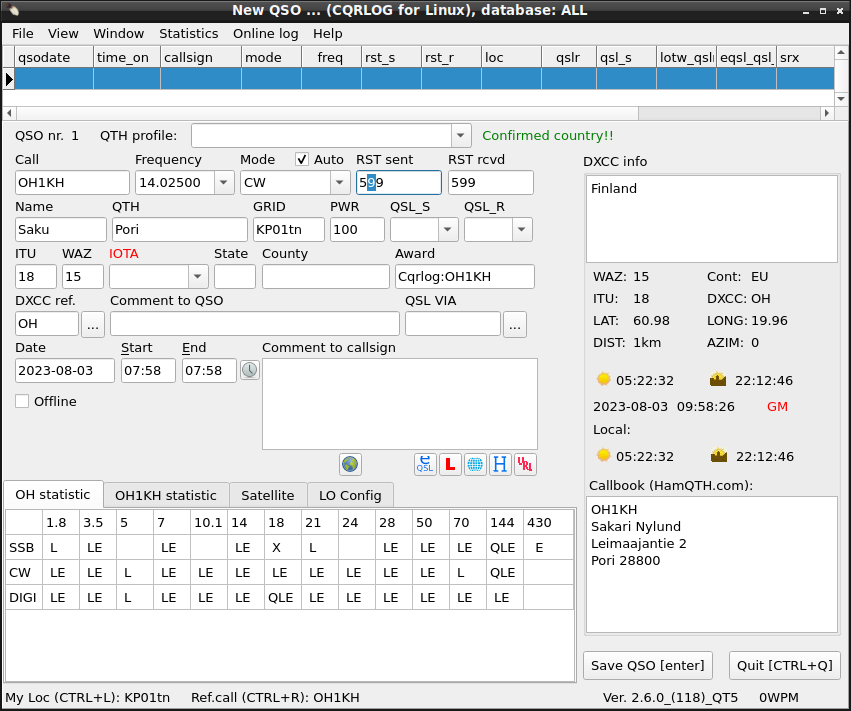 New QSO ... (CQRLOG for Linux), database: ALL
File View Window Statistics Online log Help
qsodate time_on callsign mode freq rst_s rst_r loc qslr qsl_s lotw_qsl eqsl_qsl_ srx
QSO nr. 1 QTH profile: Confirmed country!!
Call Frequency Mode Auto RST sent RST rcvd
OH1KH 14.02500 CW 599 599
Name QTH GRID PWR QSL_S QSL_R
Saku Pori KP01tn 100
ITU WAZ IOTA State County Award
18 15 Cqrlog:OH1KH
DXCC ref. Comment to QSO QSL VIA
OH ... ...
Date Start End Comment to callsign
2023-08-03 07:58 07:58
Offline
QSL L H URL
DXCC info
Finland
WAZ: 15 Cont: EU
ITU: 18 DXCC: OH
LAT: 60.98 LONG: 19.96
DIST: 1km AZIM: 0
05:22:32 22:12:46
2023-08-03 09:58:26 GM
Local:
05:22:32 22:12:46
Callbook (HamQTH.com):
OH1KH
Sakari Nylund
Leimaajantie 2
Pori 28800
OH statistic OH1KH statistic Satellite LO Config
1.8 3.5 5 7 10.1 14 18 21 24 28 50 70 144 430
SSB L LE LE LE X L LE LE LE QLE E
CW LE LE L LE LE LE LE LE LE LE LE L QLE
DIGI LE LE L LE LE LE QLE LE LE LE LE LE LE
Save QSO [enter] Quit [CTRL+Q]
My Loc (CTRL+L): KP01tn Ref.call (CTRL+R): OH1KH Ver. 2.6.0_(118)_QT5 0WPM